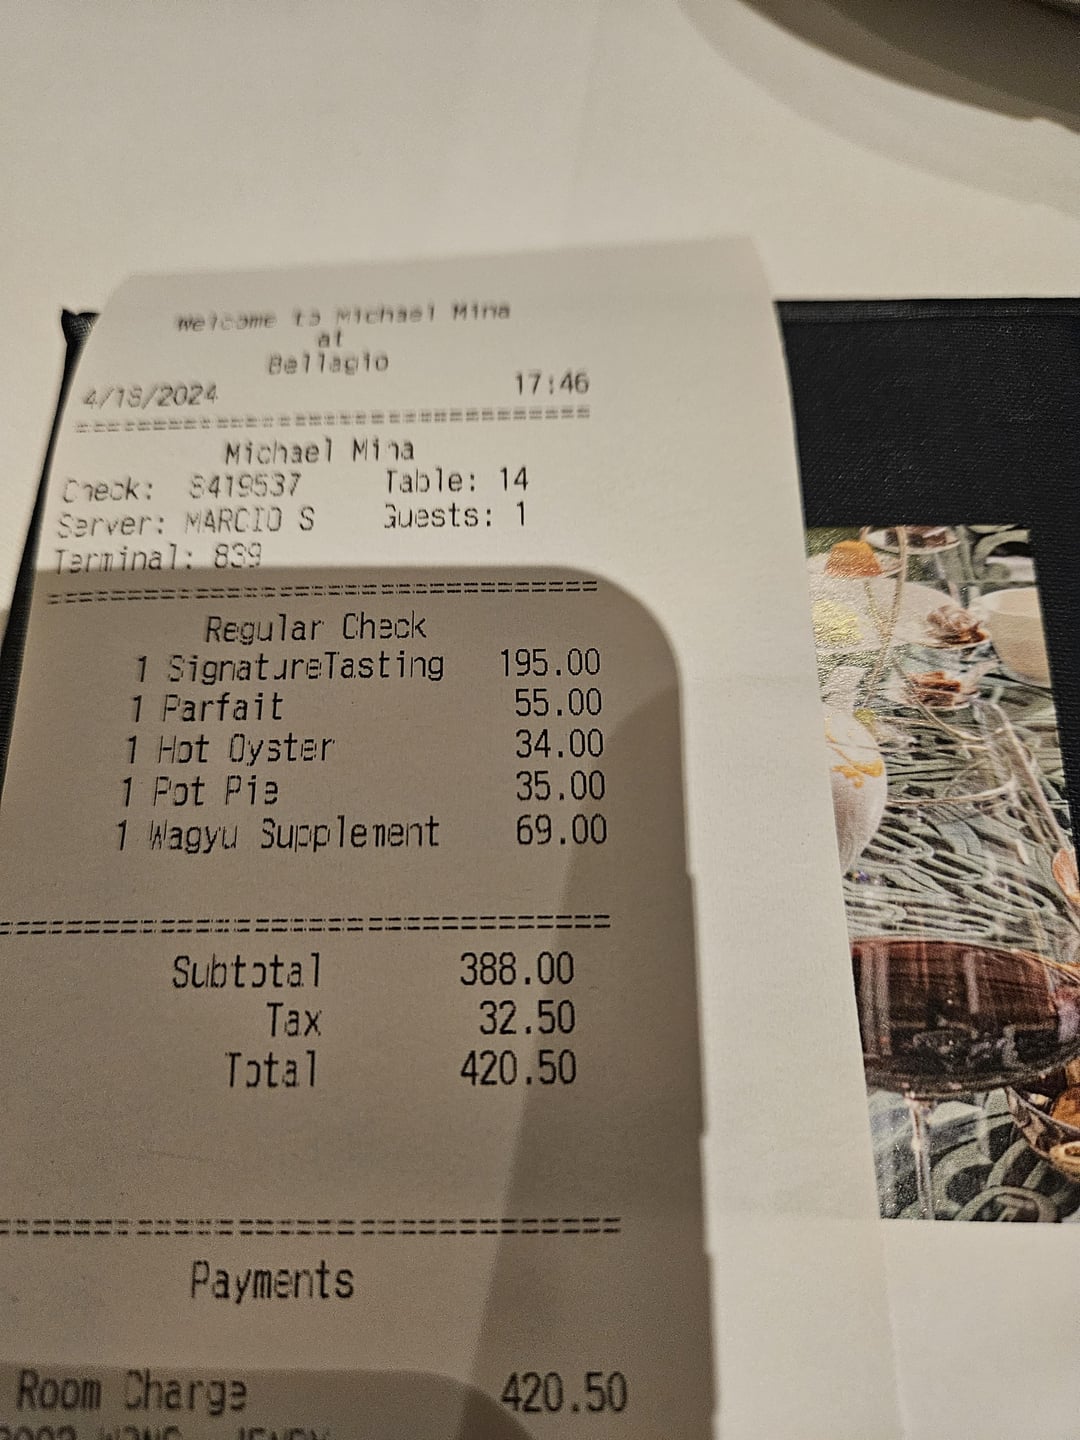 Welcome to Michael Mina
at
Bellagio
4/18/2024 17:46
Michael Mina
Check: 8419537 Table: 14
Server: MARCIO S Guests: 1
Terminal: 839
Regular Check
1 SignatureTasting 195.00
1 Parfait 55.00
1 Hot Oyster 34.00
1 Pot Pie 35.00
1 Wagyu Supplement 69.00
Subtotal 388.00
Tax 32.50
Total 420.50
Payments
Room Charge 420.50